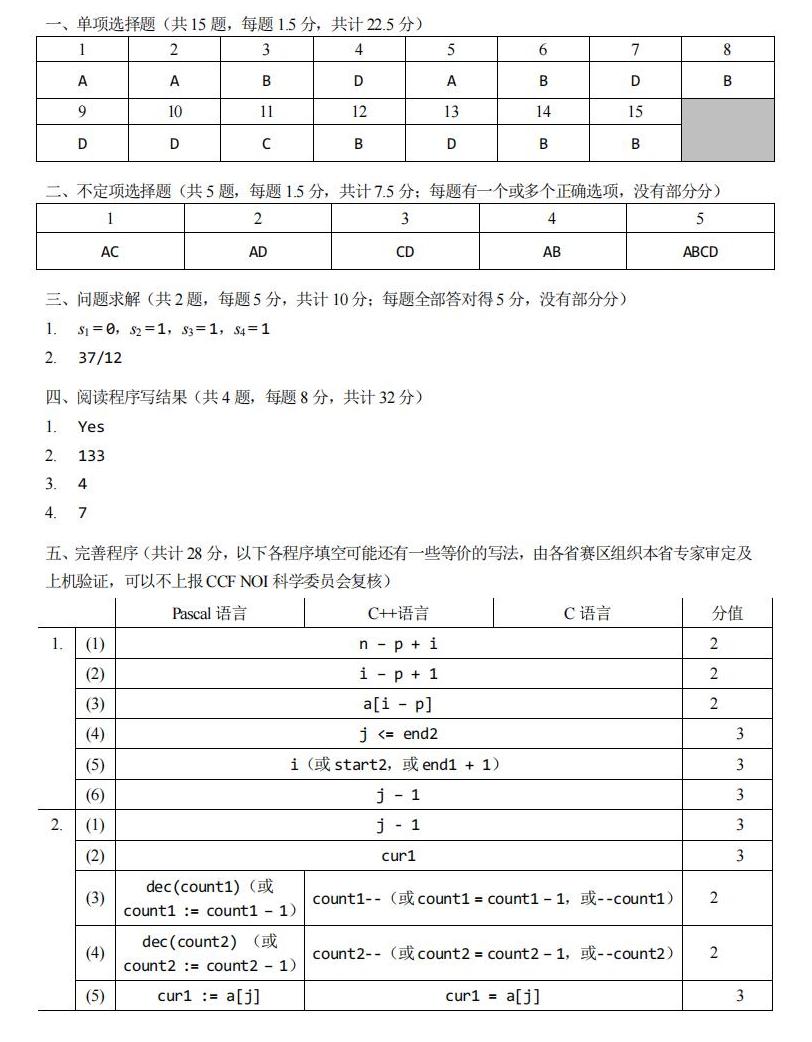 一、单项选择题（共 15 题，每题 1.5 分，共计 22.5 分）
1 2 3 4 5 6 7 8
A A B D A B D B
9 10 11 12 13 14 15
D D C B D B B
二、不定项选择题（共 5 题，每题 1.5 分，共计 7.5 分；每题有一个或多个正确选项，没有部分分）
1 2 3 4 5
AC AD CD AB ABCD
三、问题求解（共 2 题，每题 5 分，共计 10 分；每题全部答对得 5 分，没有部分分）
1. s1=0，s2=1，s3=1，s4=1
2. 37/12
四、阅读程序写结果（共 4 题，每题 8 分，共计 32 分）
1. Yes
2. 133
3. 4
4. 7
五、完善程序（共计 28 分，以下各程序填空可能还有一些等价的写法，由各省赛区组织本省专家审定及
上机验证，可以不上报 CCF NOI 科学委员会复核）
Pascal 语言 C++语言 C 语言 分值
1. (1) n – p + i 2
(2) i – p + 1 2
(3) a[i – p] 2
(4) j <= end2 3
(5) i（或 start2，或 end1 + 1） 3
(6) j – 1 3
2. (1) j - 1 3
(2) cur1 3
(3) dec(count1)（或 count1--（或 count1 = count1 – 1，或--count1） 2
count1 := count1 – 1）
(4) dec(count2) （或 count2--（或 count2 = count2 – 1，或--count2） 2
count2 := count2 – 1）
(5) cur1 := a[j] cur1 = a[j] 3